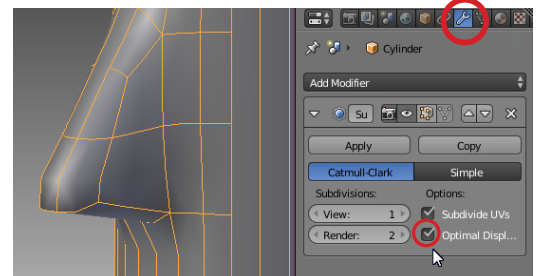 Cylinder
Add Modifier
Su
Apply Copy
Catmull-Clark Simple
Subdivisions: Options:
View: 1 Subdivide UVs
Render: 2 Optimal Displ...